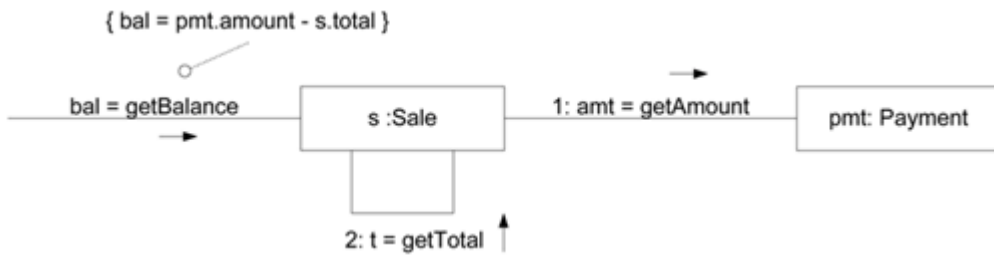 { bal = pmt.amount - s.total }
bal = getBalance
s :Sale
1: amt = getAmount
pmt: Payment
2: t = getTotal